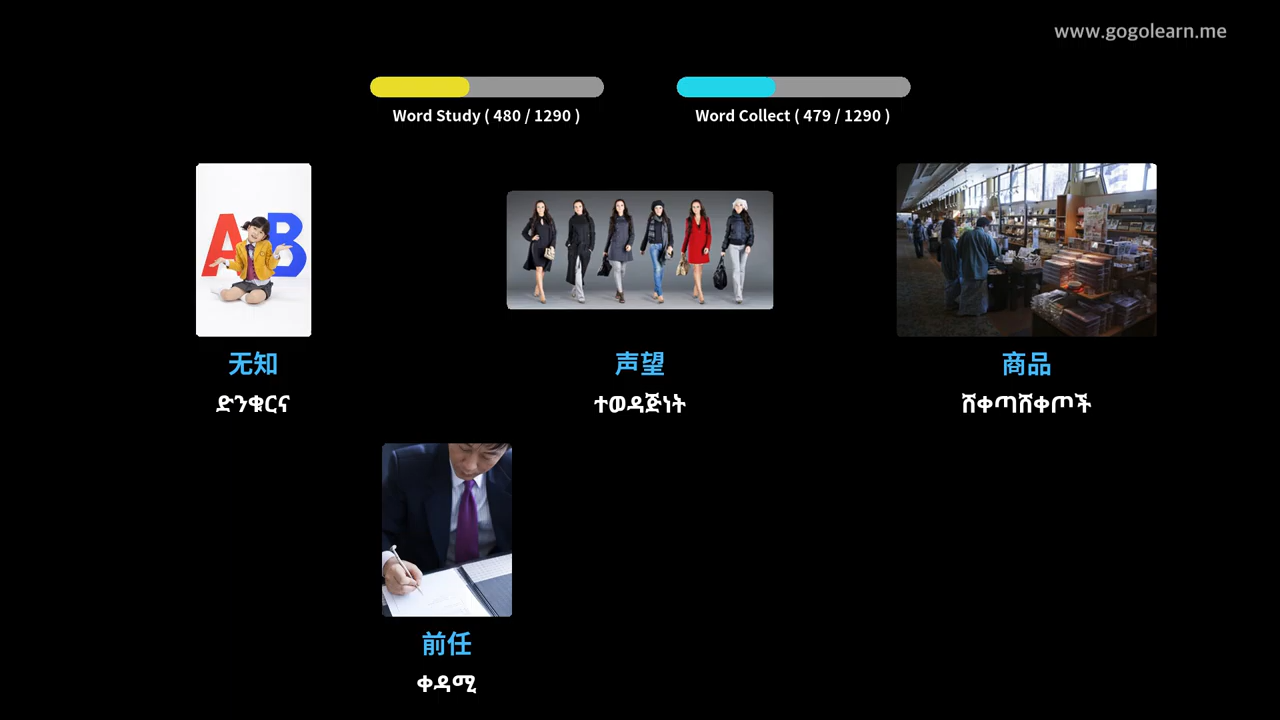 www.gogolearn.me
Word Study ( 480 / 1290 )
Word Collect ( 479 / 1290 )
AB
无知
ድንቁርና
声望
ተወዳጅነት
商品
ሸቀጣሸቀጦች
前任
ቀዳሚ